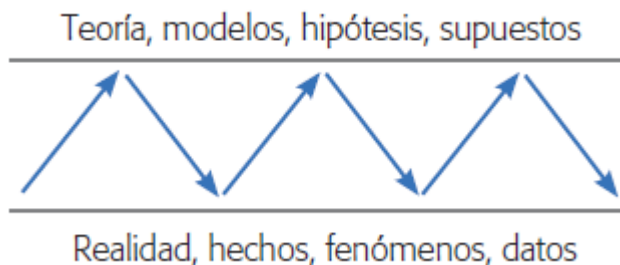 Teoría, modelos, hipótesis, supuestos
Realidad, hechos, fenómenos, datos